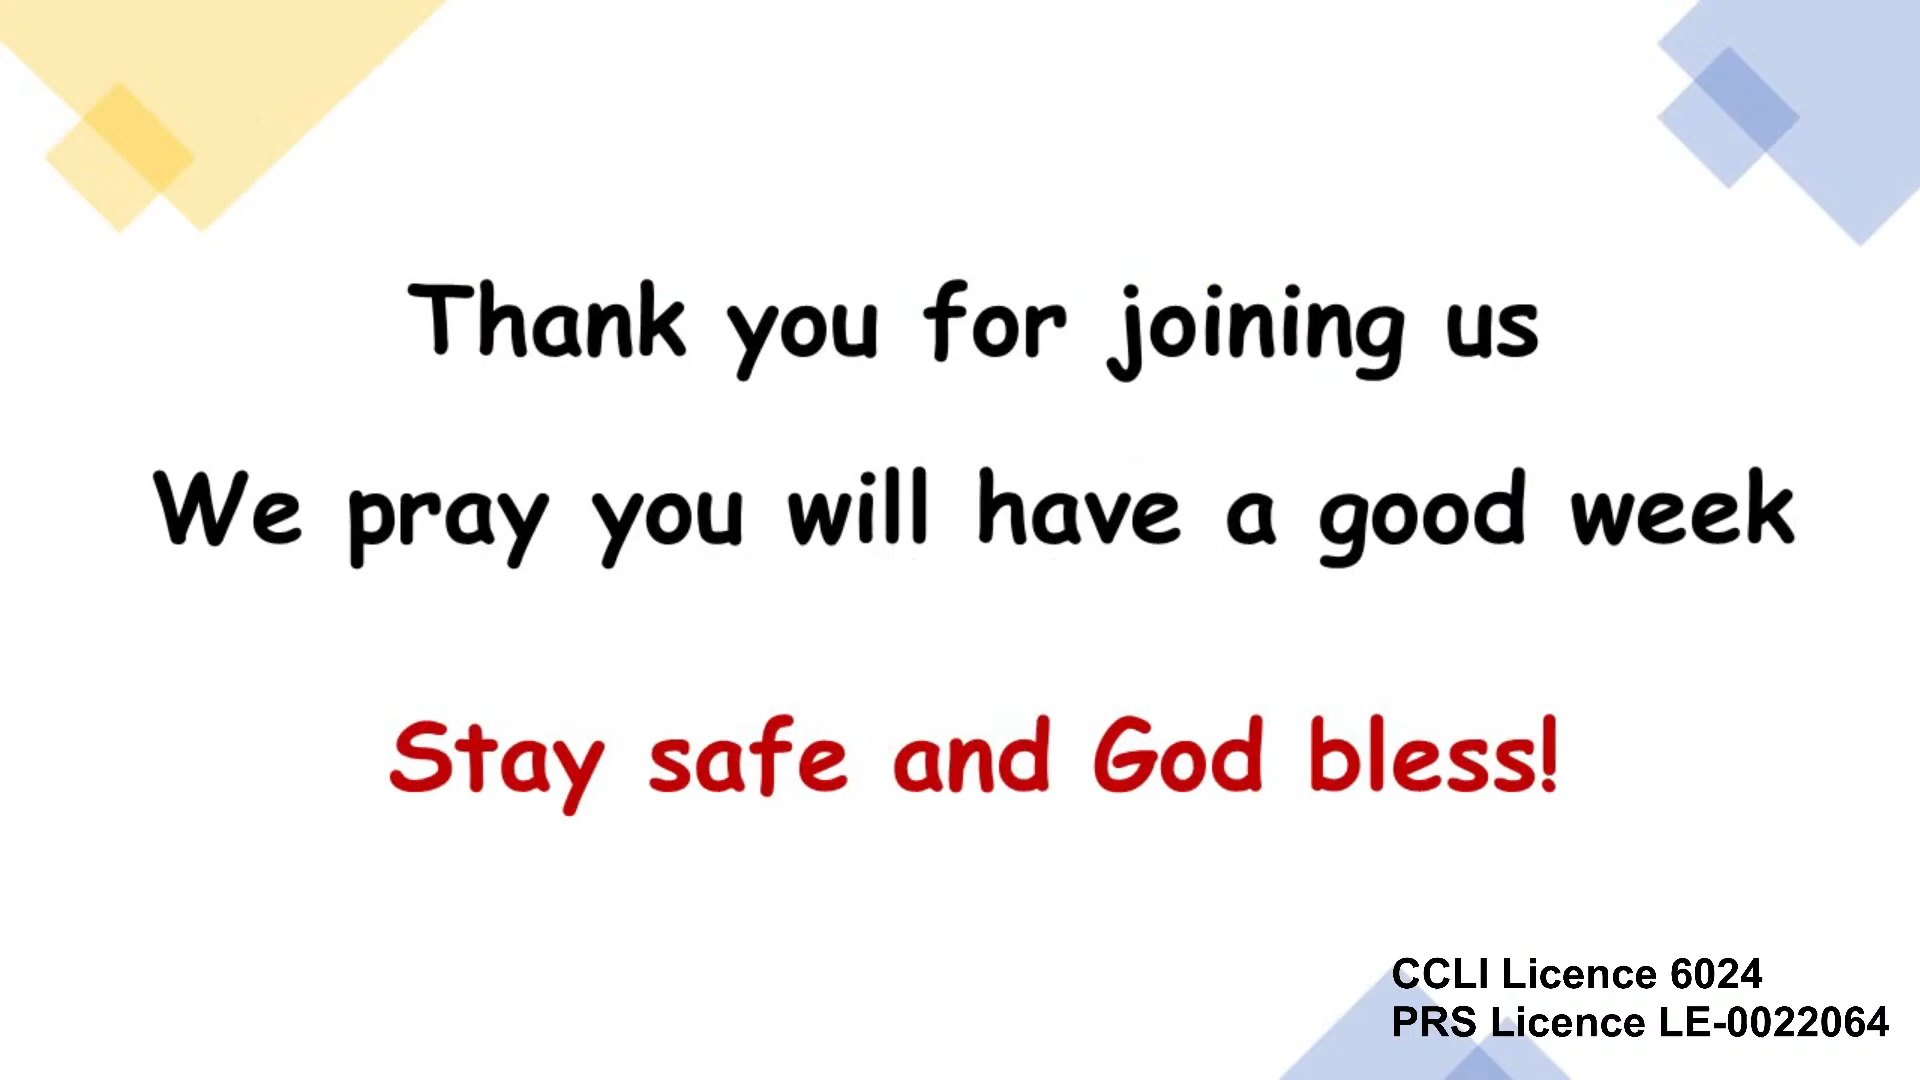 Thank you for joining us
We pray you will have a good week
Stay safe and God bless!
CCLI Licence 6024
PRS Licence LE-0022064